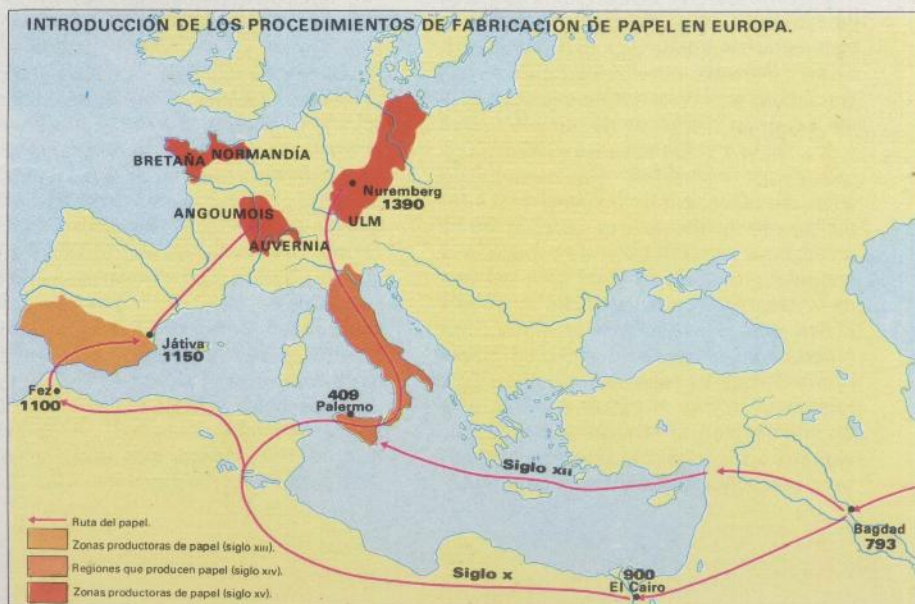 INTRODUCCIÓN DE LOS PROCEDIMIENTOS DE FABRICACIÓN DE PAPEL EN EUROPA.
BRETAÑA
NORMANDÍA
Nuremberg
1390
ULM
ANGOUMOIS
AUVERNIA
Játiva
1150
Fez
1100
409
Palermo
Siglo XII
Bagdad
793
Siglo X
900
El Cairo
Ruta del papel.
Zonas productoras de papel (siglo XIII).
Regiones que producen papel (siglo XIV).
Zonas productoras de papel (siglo XV).